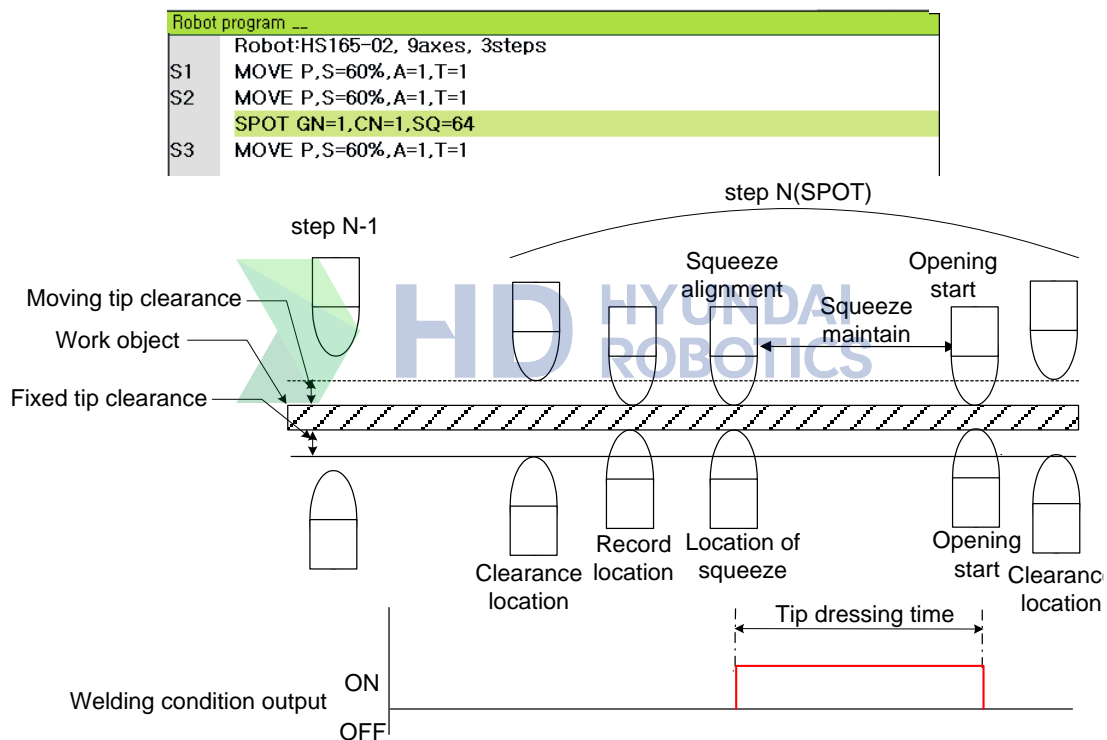 Robot program __
Robot:HS165-02, 9axes, 3steps
S1 MOVE P,S=60%,A=1,T=1
S2 MOVE P,S=60%,A=1,T=1
SPOT GN=1,CN=1,SQ=64
S3 MOVE P,S=60%,A=1,T=1
step N(SPOT)
step N-1
Squeeze
alignment
Opening
start
Squeeze
maintain
Moving tip clearance
Work object
Fixed tip clearance
HD HYUNDAI
ROBOTICS
Clearance
location
Record
location
Location of
squeeze
Opening
start
Clearanc
location
Tip dressing time
Welding condition output
ON
OFF